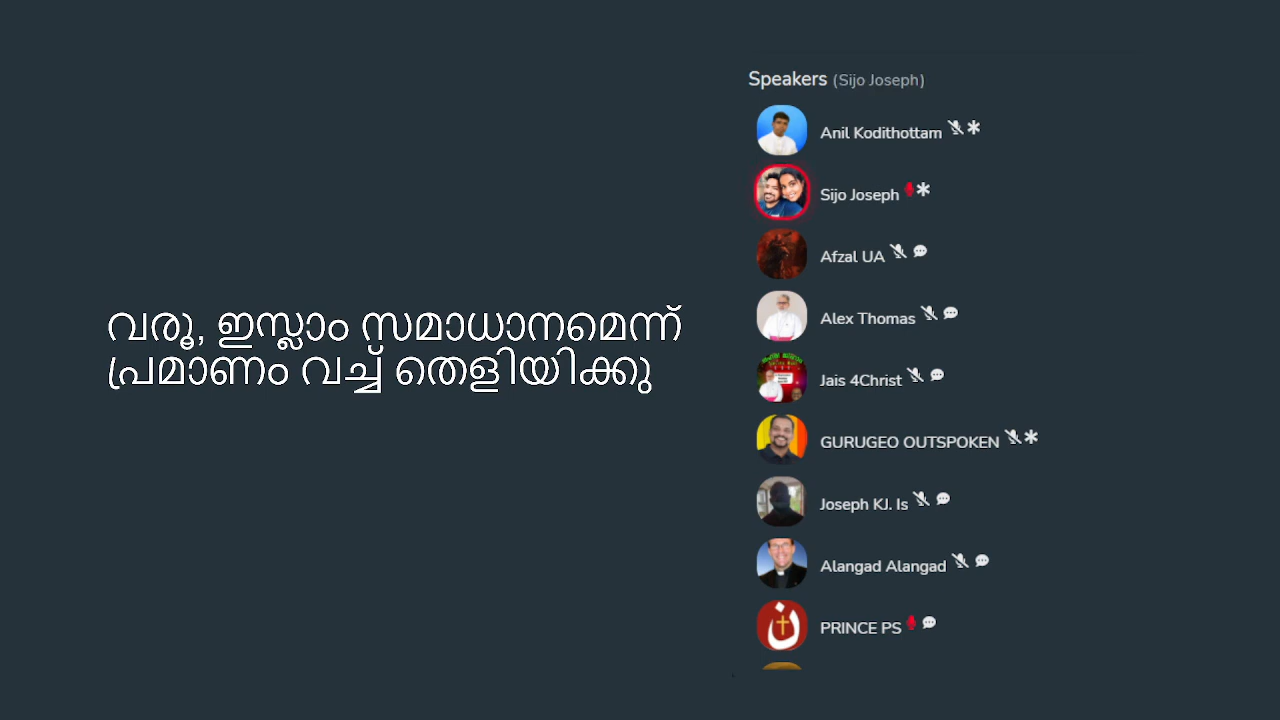 വരൂ, ഇസ്ലാം സമാധാനമെന്ന്
പ്രമാണം വച്ച് തെളിയിക്കു
Speakers (Sijo Joseph)
Anil Kodithottam
Sijo Joseph
Afzal UA
Alex Thomas
Jais 4Christ
GURUGEO OUTSPOKEN
Joseph KJ. Is
Alangad Alangad
PRINCE PS